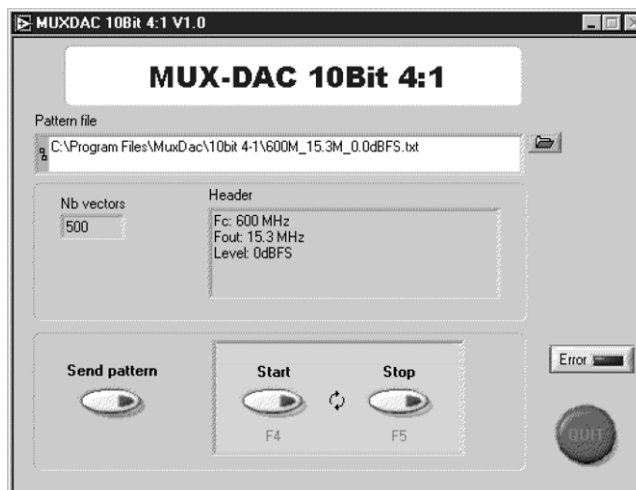 MUXDAC 10Bit 4:1 V1.0
MUX-DAC 10Bit 4:1
Pattern file
C:\Program Files\MuxDac\10bit 4-1\600M_15.3M_0.0dBFS.txt
Nb vectors
500
Header
Fc: 600 MHz
Fout: 15.3 MHz
Level: 0dBFS
Send pattern
Start
Stop
F4
F5
Error
QUIT